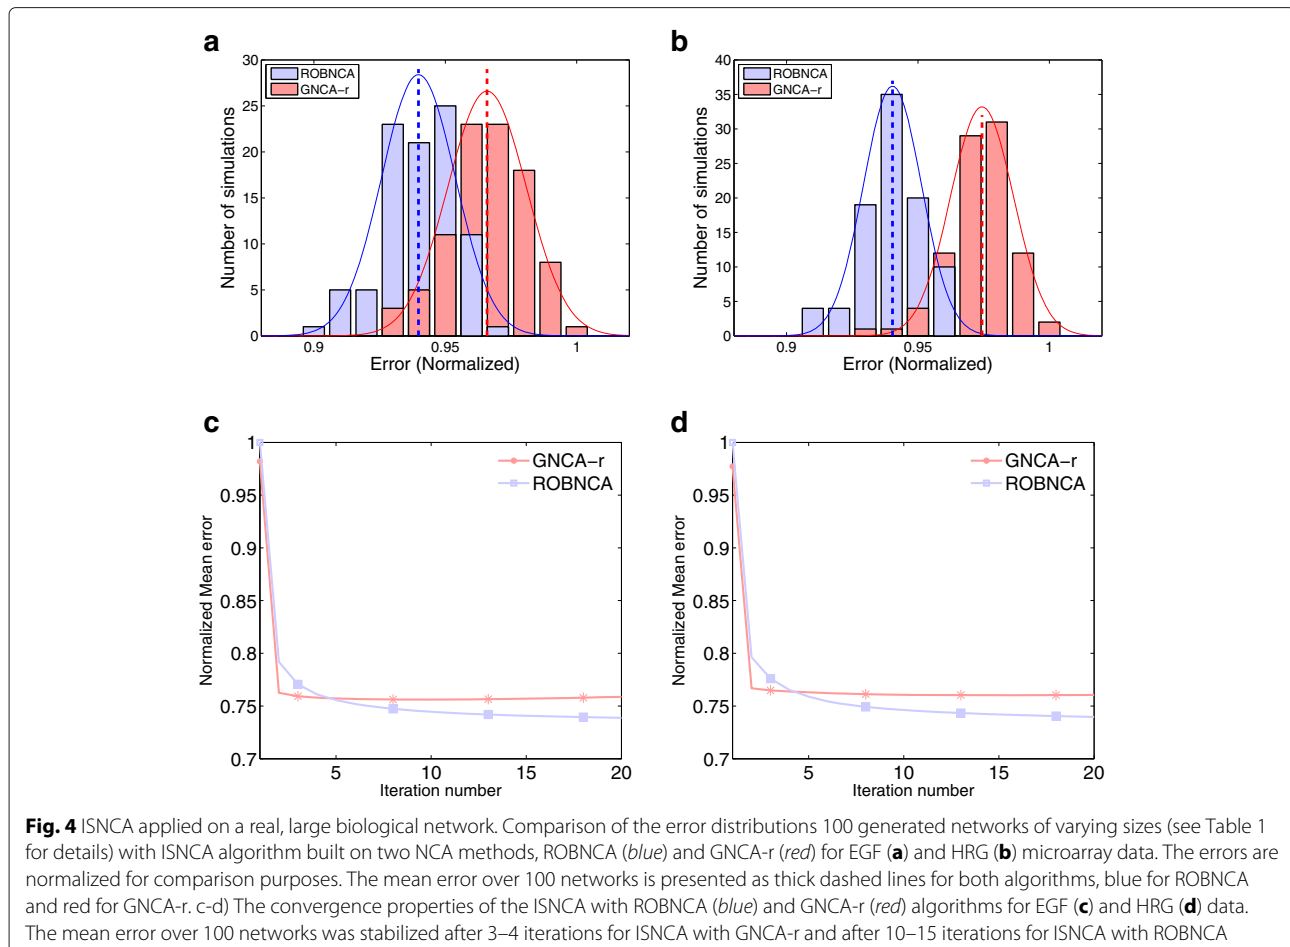 a
b
30
25
20
15
10
5
0
Number of simulations
ROBNCA
GNCA-r
0.9
0.95
1
Error (Normalized)
40
35
30
25
20
15
10
5
0
Number of simulations
ROBNCA
GNCA-r
0.9
0.95
1
Error (Normalized)
c
d
1
0.95
0.9
0.85
0.8
0.75
0.7
Normalized Mean error
GNCA-r
ROBNCA
5
10
15
20
Iteration number
1
0.95
0.9
0.85
0.8
0.75
0.7
Normalized Mean error
GNCA-r
ROBNCA
5
10
15
20
Iteration number
Fig. 4 ISNCA applied on a real, large biological network. Comparison of the error distributions 100 generated networks of varying sizes (see Table 1
for details) with ISNCA algorithm built on two NCA methods, ROBNCA (blue) and GNCA-r (red) for EGF (a) and HRG (b) microarray data. The errors are
normalized for comparison purposes. The mean error over 100 networks is presented as thick dashed lines for both algorithms, blue for ROBNCA
and red for GNCA-r. c-d) The convergence properties of the ISNCA with ROBNCA (blue) and GNCA-r (red) algorithms for EGF (c) and HRG (d) data.
The mean error over 100 networks was stabilized after 3–4 iterations for ISNCA with GNCA-r and after 10–15 iterations for ISNCA with ROBNCA